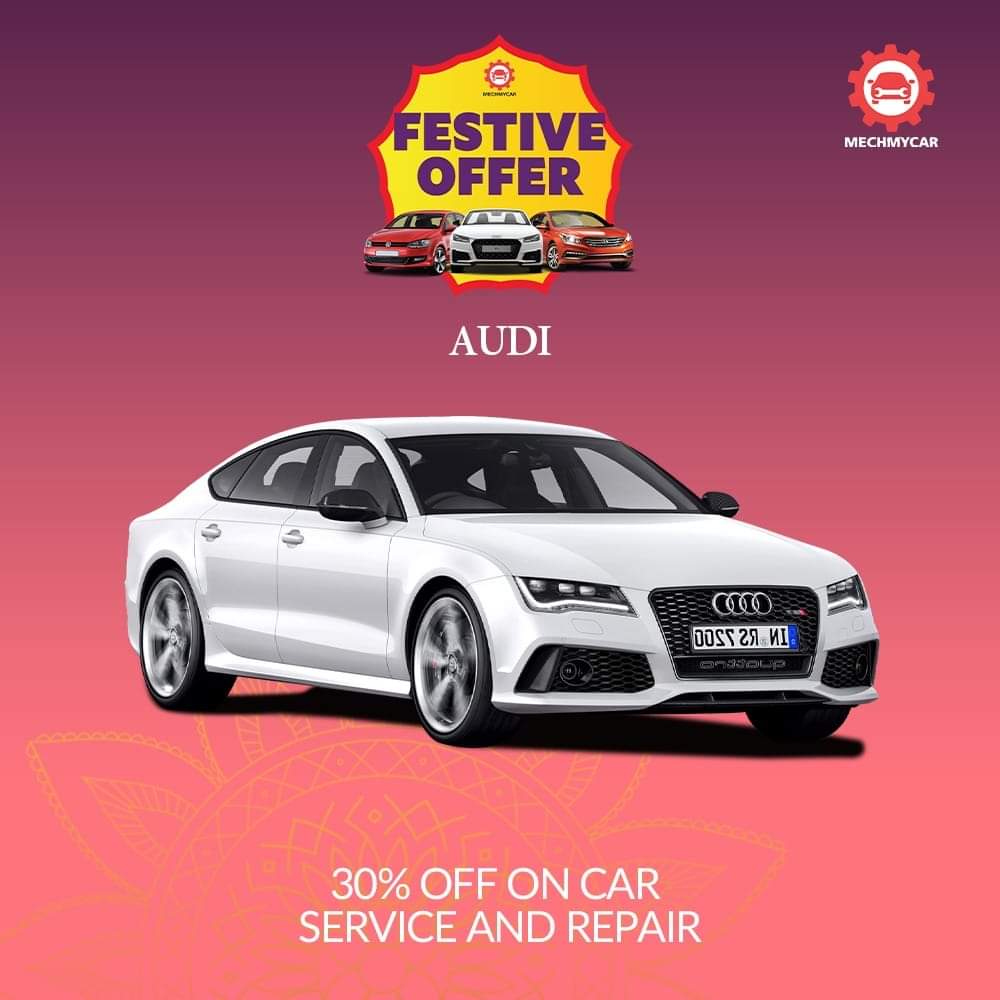 MECHMYCAR
FESTIVE
OFFER
MECHMYCAR
AUDI
IN RS 7200
quattro
30% OFF ON CAR
SERVICE AND REPAIR